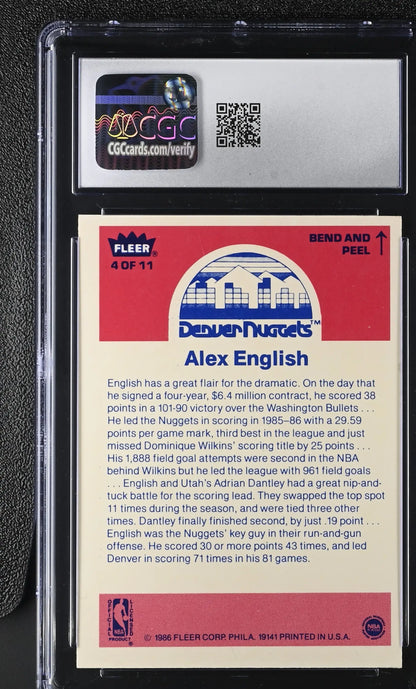 CGC
CGCcards.com/verify
FLEER®
4 OF 11
BEND AND
PEEL
DENVER NUGGETS™
Alex English
English has a great flair for the dramatic. On the day that
he signed a four-year, $6.4 million contract, he scored 38
points in a 101-90 victory over the Washington Bullets . . .
He led the Nuggets in scoring in 1985–86 with a 29.59
points per game mark, third best in the league and just
missed Dominique Wilkins' scoring title by 25 points . . .
His 1,888 field goal attempts were second in the NBA
behind Wilkins but he led the league with 961 field goals
. . . English and Utah's Adrian Dantley had a great nip-and-
tuck battle for the scoring lead. They swapped the top spot
11 times during the season, and were tied three other
times. Dantley finally finished second, by just .19 point . . .
English was the Nuggets' key guy in their run-and-gun
offense. He scored 30 or more points 43 times, and led
Denver in scoring 71 times in his 81 games.
OFFICIAL LICENSED
NBA
PRODUCT
®
© 1986 FLEER CORP. PHILA. 19141 PRINTED IN U.S.A.
NBA